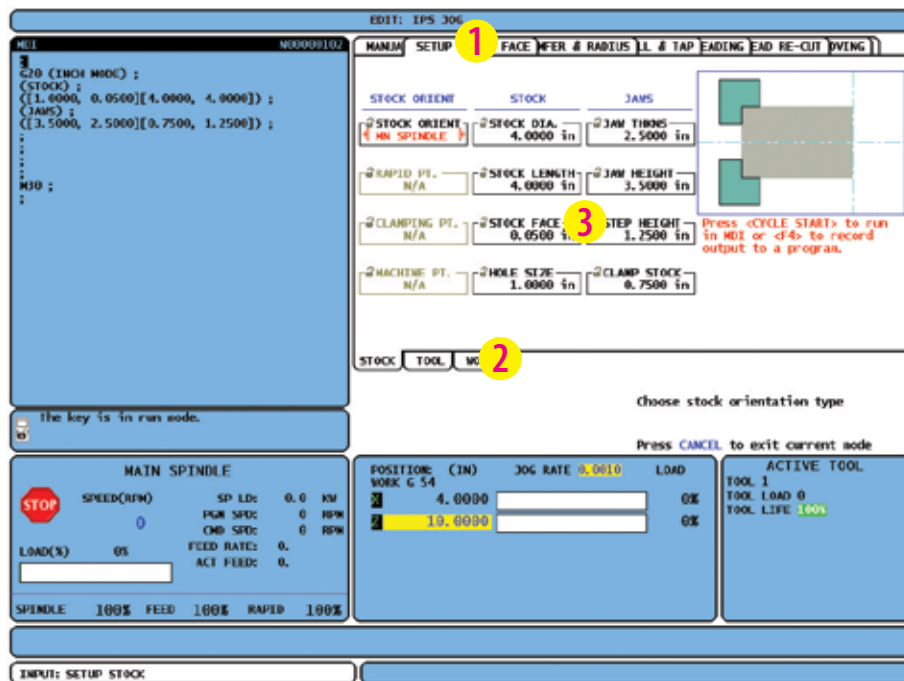 EDIT: IPS JOG
MDI N00000102
G20 (INCH MODE) ;
(STOCK) ;
([1.0000, 0.0500][4.0000, 4.0000]) ;
(JAWS) ;
([3.5000, 2.5000][0.7500, 1.2500]) ;
;
;
;
;
;
M30 ;
;
The key is in run mode.
MANUA SETUP 1 FACE MFER & RADIUS LL & TAP EADING EAD RE-CUT OVING
STOCK ORIENT STOCK JAWS
STOCK ORIENT STOCK DIA. JAW THKNS
MN SPINDLE 4.0000 in 2.5000 in
RAPID PT. STOCK LENGTH JAW HEIGHT
N/A 4.0000 in 3.5000 in
CLAMPING PT. STOCK FACE 3 STEP HEIGHT
N/A 0.0500 in 1.2500 in
MACHINE PT. HOLE SIZE CLAMP STOCK
N/A 1.0000 in 0.7500 in
Press <CYCLE START> to run
in MDI or <F4> to record
output to a program.
STOCK TOOL WO 2
Choose stock orientation type
Press CANCEL to exit current mode
MAIN SPINDLE
STOP
SPEED(RPM) SP LD: 0.0 KW
0 PGM SPD: 0 RPM
CMD SPD: 0 RPM
LOAD(%) 0% FEED RATE: 0.
ACT FEED: 0.
SPINDLE 100% FEED 100% RAPID 100%
POSITION: (IN) JOG RATE 0.0010 LOAD
WORK G 54
X 4.0000 0%
Z 10.0000 0%
ACTIVE TOOL
TOOL 1
TOOL LOAD 0
TOOL LIFE 100%
INPUT: SETUP STOCK